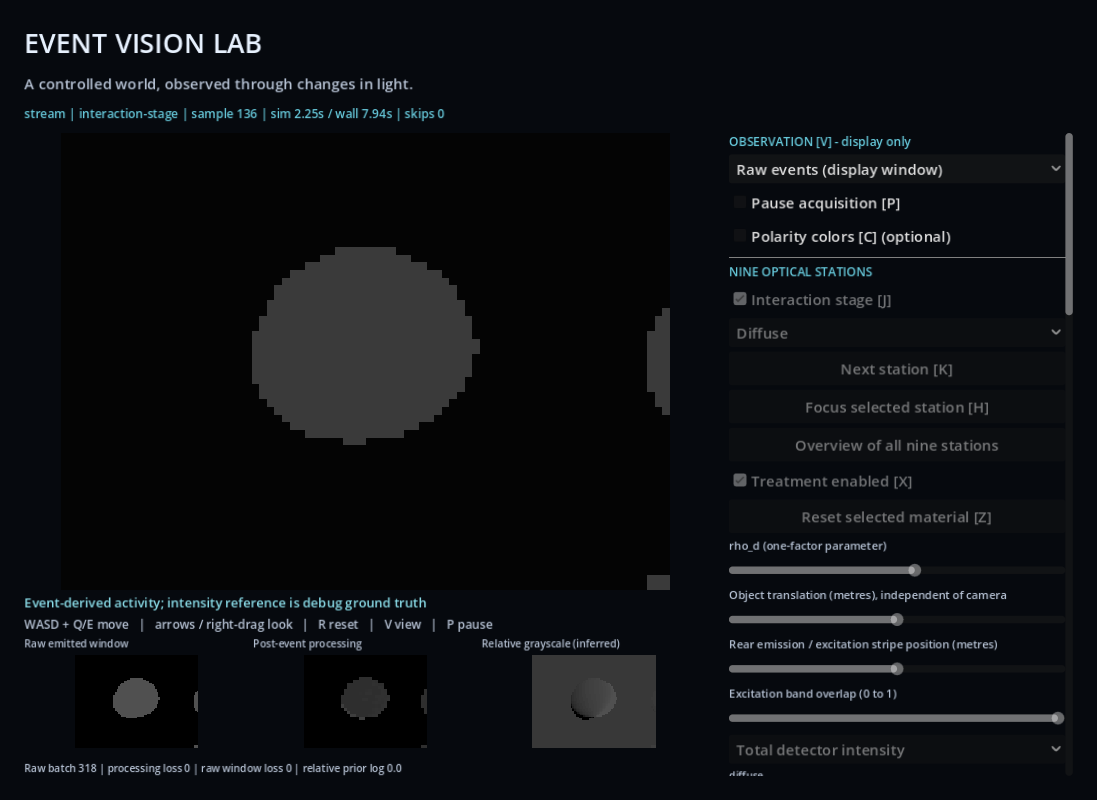 EVENT VISION LAB
A controlled world, observed through changes in light.
stream | interaction-stage | sample 136 | sim 2.25s / wall 7.94s | skips 0
OBSERVATION [V] - display only
Raw events (display window)
Pause acquisition [P]
Polarity colors [C] (optional)
NINE OPTICAL STATIONS
Interaction stage [J]
Diffuse
Next station [K]
Focus selected station [H]
Overview of all nine stations
Treatment enabled [X]
Reset selected material [Z]
rho_d (one-factor parameter)
Object translation (metres), independent of camera
Rear emission / excitation stripe position (metres)
Excitation band overlap (0 to 1)
Total detector intensity
diffuse
Event-derived activity; intensity reference is debug ground truth
WASD + Q/E move | arrows / right-drag look | R reset | V view | P pause
Raw emitted window
Post-event processing
Relative grayscale (inferred)
Raw batch 318 | processing loss 0 | raw window loss 0 | relative prior log 0.0